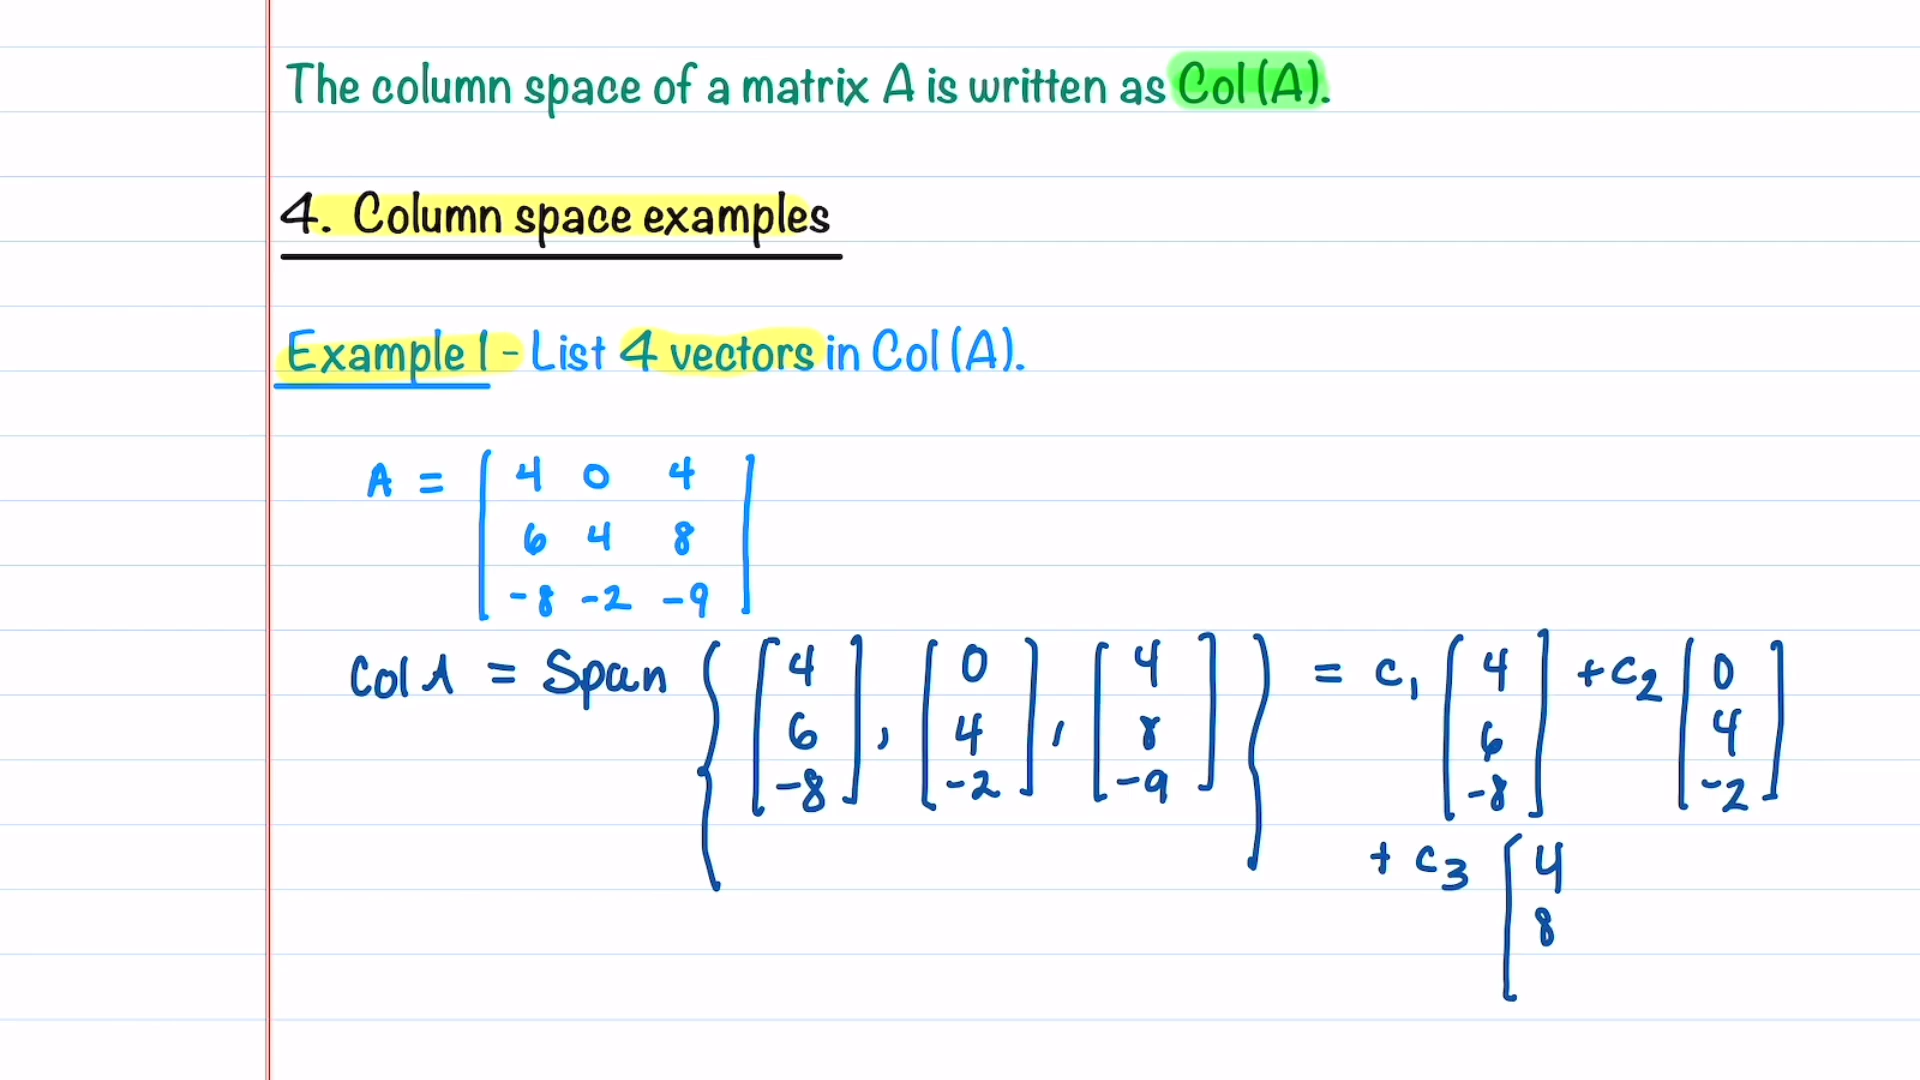 The column space of a matrix A is written as Col(A).
4. Column space examples
Example 1 - List 4 vectors in Col(A).
A = [ 4 0 4
6 4 8
-8 -2 -9 ]
Col A = Span { [ 4 6 -8 ] , [ 0 4 -2 ] , [ 4 8 -9 ] } = c₁ [ 4 6 -8 ] + c₂ [ 0 4 -2 ]
+ c₃ [ 4 8